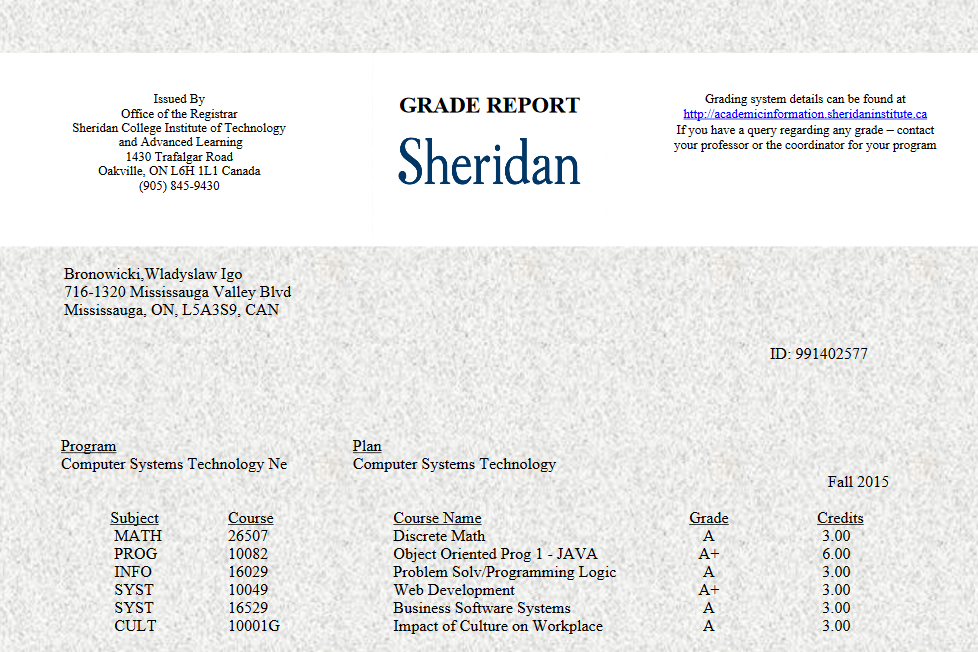 Issued By
Office of the Registrar
Sheridan College Institute of Technology
and Advanced Learning
1430 Trafalgar Road
Oakville, ON L6H 1L1 Canada
(905) 845-9430
GRADE REPORT
Sheridan
Grading system details can be found at
http://academicinformation.sheridaninstitute.ca
If you have a query regarding any grade – contact
your professor or the coordinator for your program
Bronowicki,Wladyslaw Igo
716-1320 Mississauga Valley Blvd
Mississauga, ON, L5A3S9, CAN
ID: 991402577
Program Plan
Computer Systems Technology Ne Computer Systems Technology
Fall 2015
Subject Course Course Name Grade Credits
MATH 26507 Discrete Math A 3.00
PROG 10082 Object Oriented Prog 1 - JAVA A+ 6.00
INFO 16029 Problem Solv/Programming Logic A 3.00
SYST 10049 Web Development A+ 3.00
SYST 16529 Business Software Systems A 3.00
CULT 10001G Impact of Culture on Workplace A 3.00